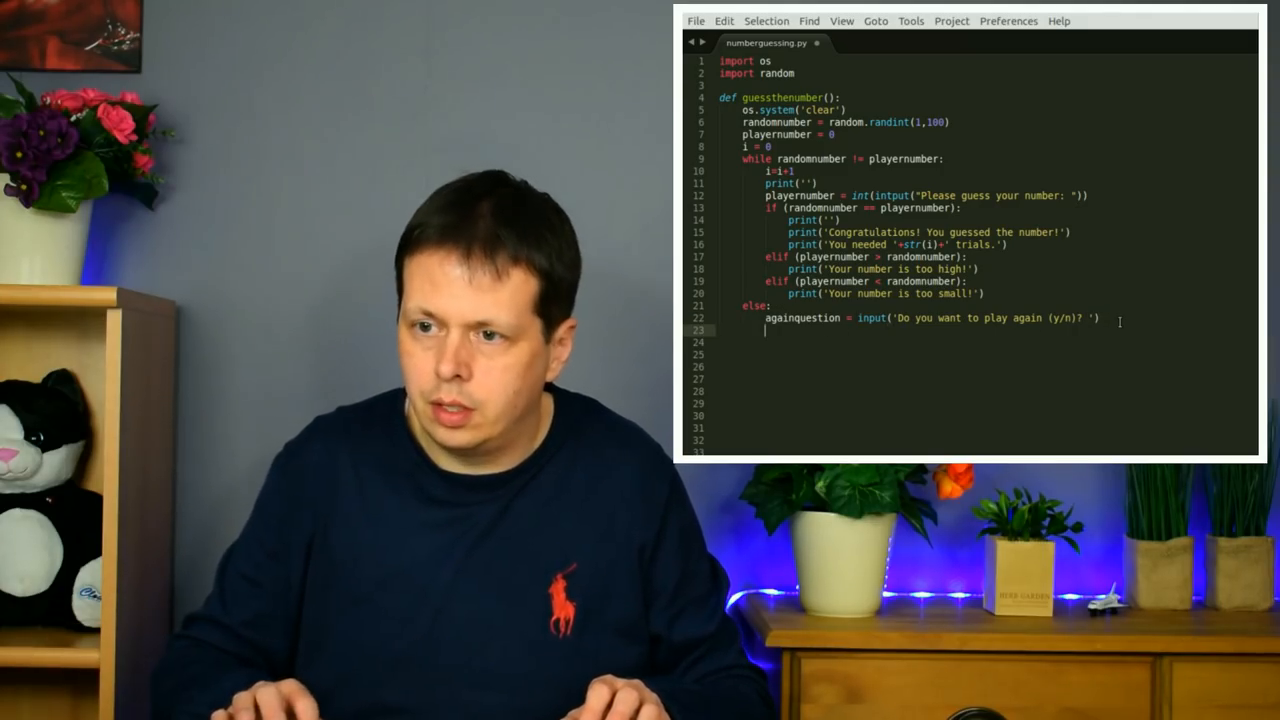 File Edit Selection Find View Goto Tools Project Preferences Help
numberguessing.py
1 import os
2 import random
3
4 def guessthenumber():
5 os.system('clear')
6 randomnumber = random.randint(1,100)
7 playernumber = 0
8 i = 0
9 while randomnumber != playernumber:
10 i=i+1
11 print('')
12 playernumber = int(intput("Please guess your number: "))
13 if (randomnumber == playernumber):
14 print('')
15 print('Congratulations! You guessed the number!')
16 print('You needed '+str(i)+' trials.')
17 elif (playernumber > randomnumber):
18 print('Your number is too high!')
19 elif (playernumber < randomnumber):
20 print('Your number is too small!')
21 else:
22 againquestion = input('Do you want to play again (y/n)? ')
23
24
25
26
27
28
29
30
31
32
33
HERB GARDEN